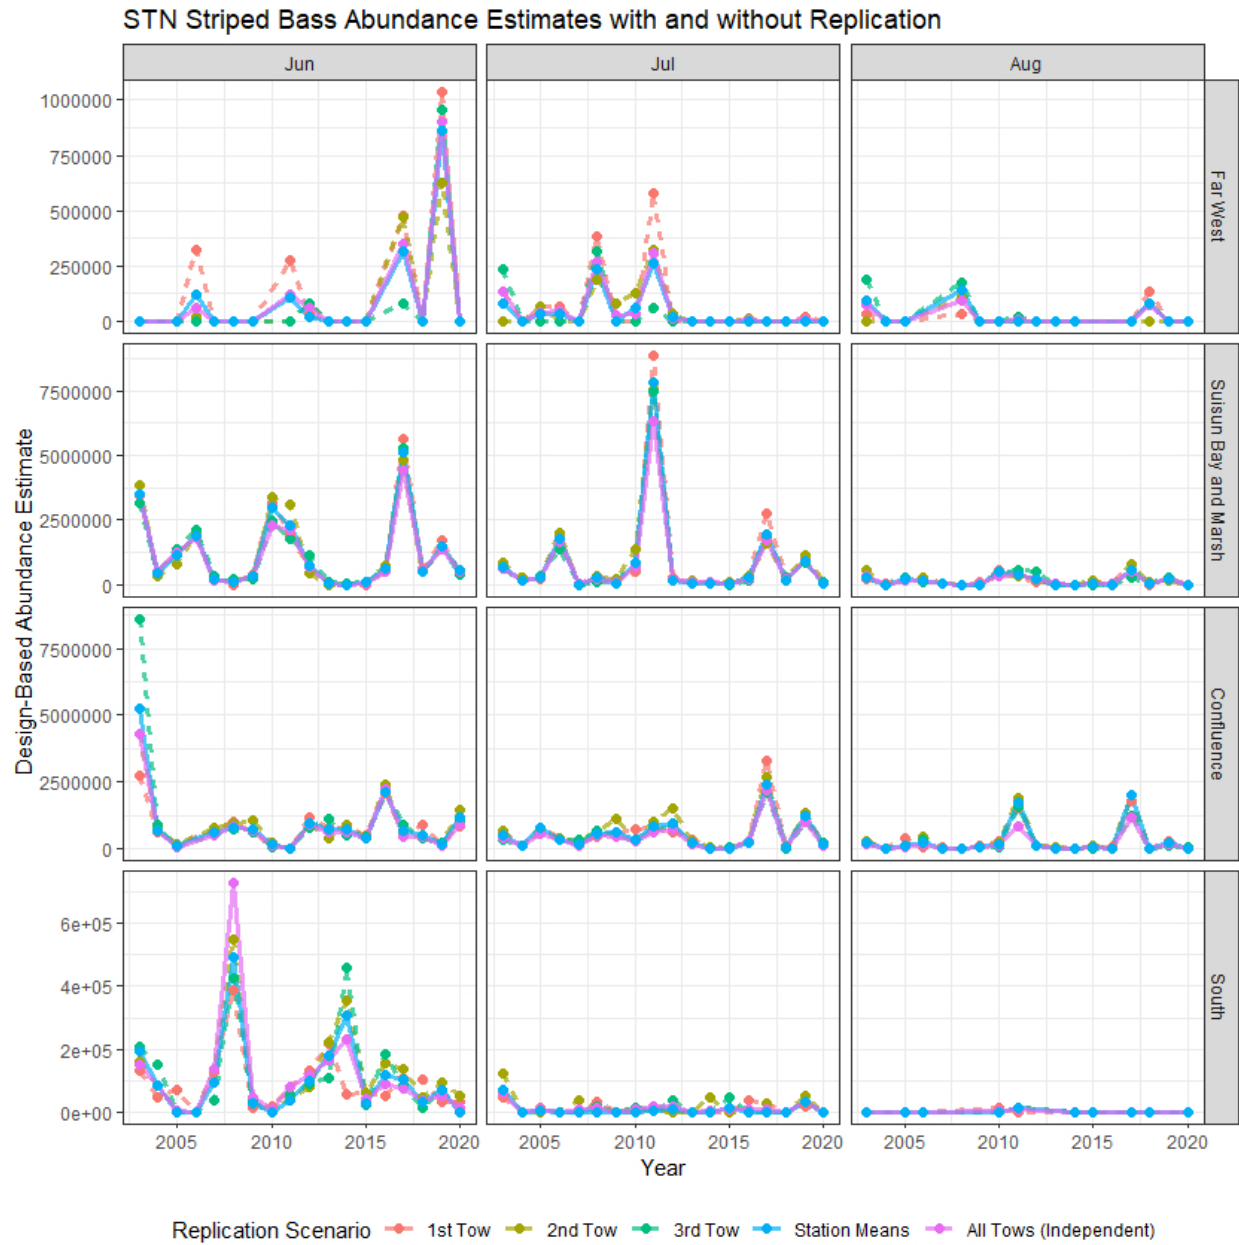 STN Striped Bass Abundance Estimates with and without Replication
Jun Jul Aug
1000000
750000
500000
250000
0
Far West
7500000
5000000
2500000
0
Suisun Bay and Marsh
7500000
5000000
2500000
0
Confluence
6e+05
4e+05
2e+05
0e+00
South
Design-Based Abundance Estimate
2005 2010 2015 2020 2005 2010 2015 2020 2005 2010 2015 2020
Year
Replication Scenario 1st Tow 2nd Tow 3rd Tow Station Means All Tows (Independent)